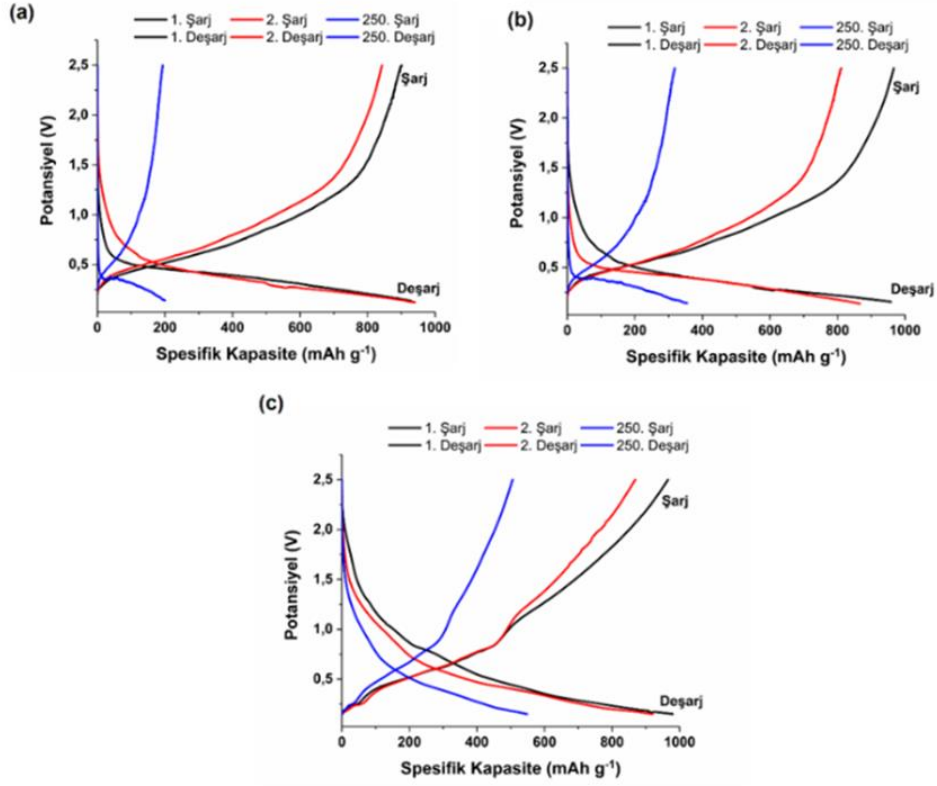 (a)
1. Şarj 2. Şarj 250. Şarj
1. Deşarj 2. Deşarj 250. Deşarj
2,5
2,0
1,5
1,0
0,5
Potansiyel (V)
Şarj
Deşarj
0 200 400 600 800 1000
Spesifik Kapasite (mAh g⁻¹)
(b)
1. Şarj 2. Şarj 250. Şarj
1. Deşarj 2. Deşarj 250. Deşarj
2,5
2,0
1,5
1,0
0,5
Potansiyel (V)
Şarj
Deşarj
0 200 400 600 800 1000
Spesifik Kapasite (mAh g⁻¹)
(c)
1. Şarj 2. Şarj 250. Şarj
1. Deşarj 2. Deşarj 250. Deşarj
2,5
2,0
1,5
1,0
0,5
Potansiyel (V)
Şarj
Deşarj
0 200 400 600 800 1000
Spesifik Kapasite (mAh g⁻¹)